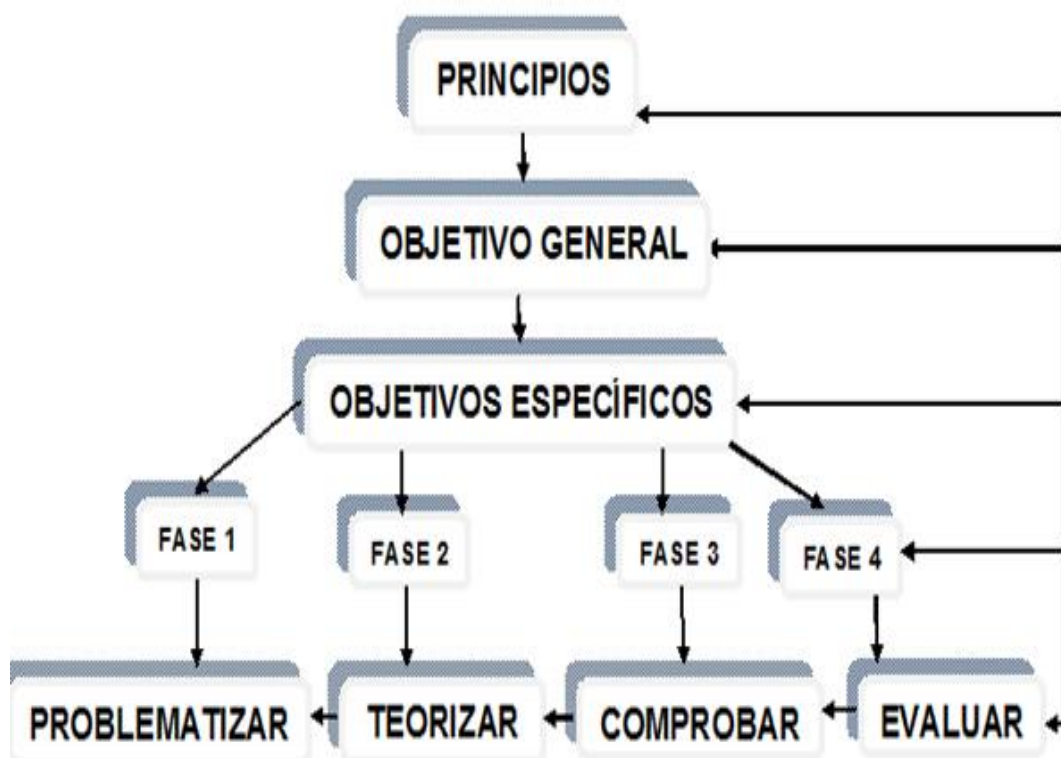 PRINCIPIOS
OBJETIVO GENERAL
OBJETIVOS ESPECÍFICOS
FASE 1
FASE 2
FASE 3
FASE 4
PROBLEMATIZAR
TEORIZAR
COMPROBAR
EVALUAR